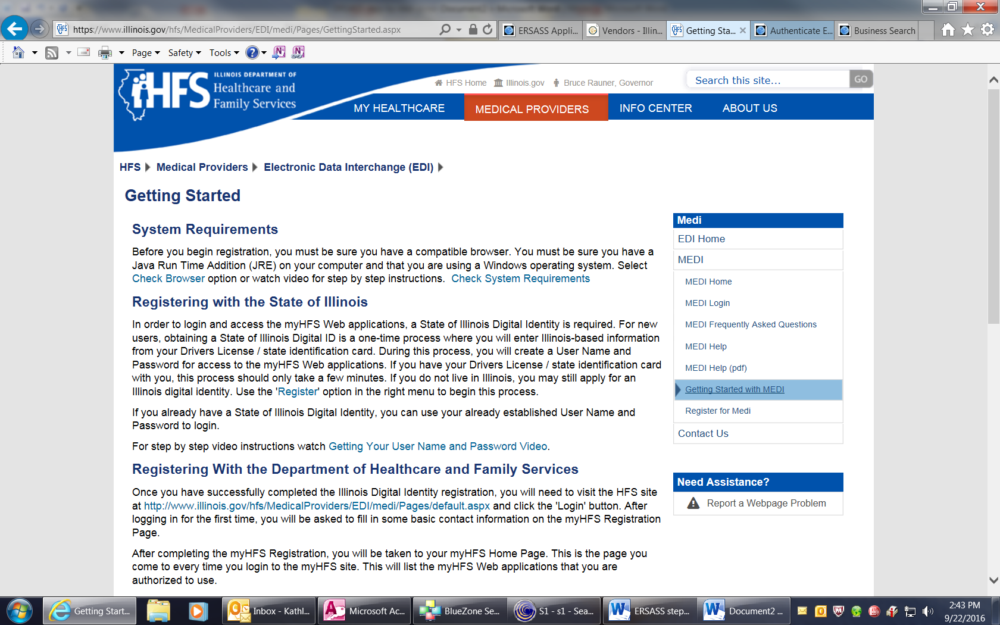 https://www.illinois.gov/hfs/MedicalProviders/EDI/medi/Pages/GettingStarted.aspx
ERSASS Appli...
Vendors - Illin...
Getting Sta...
Authenticate E...
Business Search
Page
Safety
Tools
HFS
ILLINOIS DEPARTMENT OF
Healthcare and
Family Services
HFS Home
Illinois.gov
Bruce Rauner, Governor
Search this site...
GO
MY HEALTHCARE
MEDICAL PROVIDERS
INFO CENTER
ABOUT US
HFS
Medical Providers
Electronic Data Interchange (EDI)
Getting Started
System Requirements
Before you begin registration, you must be sure you have a compatible browser. You must be sure you have a
Java Run Time Addition (JRE) on your computer and that you are using a Windows operating system. Select
Check Browser option or watch video for step by step instructions.  Check System Requirements
Registering with the State of Illinois
In order to login and access the myHFS Web applications, a State of Illinois Digital Identity is required. For new
users, obtaining a State of Illinois Digital ID is a one-time process where you will enter Illinois-based information
from your Drivers License / state identification card. During this process, you will create a User Name and
Password for access to the myHFS Web applications. If you have your Drivers License / state identification card
with you, this process should only take a few minutes. If you do not live in Illinois, you may still apply for an
Illinois digital identity. Use the 'Register' option in the right menu to begin this process.
If you already have a State of Illinois Digital Identity, you can use your already established User Name and
Password to login.
For step by step video instructions watch Getting Your User Name and Password Video.
Registering With the Department of Healthcare and Family Services
Once you have successfully completed the Illinois Digital Identity registration, you will need to visit the HFS site
at http://www.illinois.gov/hfs/MedicalProviders/EDI/medi/Pages/default.aspx and click the 'Login' button. After
logging in for the first time, you will be asked to fill in some basic contact information on the myHFS Registration
Page.
After completing the myHFS Registration, you will be taken to your myHFS Home Page. This is the page you
come to every time you login to the myHFS site. This will list the myHFS Web applications that you are
authorized to use.
Medi
EDI Home
MEDI
MEDI Home
MEDI Login
MEDI Frequently Asked Questions
MEDI Help
MEDI Help (pdf)
Getting Started with MEDI
Register for Medi
Contact Us
Need Assistance?
Report a Webpage Problem
Getting Start...
Inbox - Kathl...
Microsoft Ac...
BlueZone Se...
S1 - s1 - Sea...
ERSASS step...
Document2 ...
2:43 PM
9/22/2016